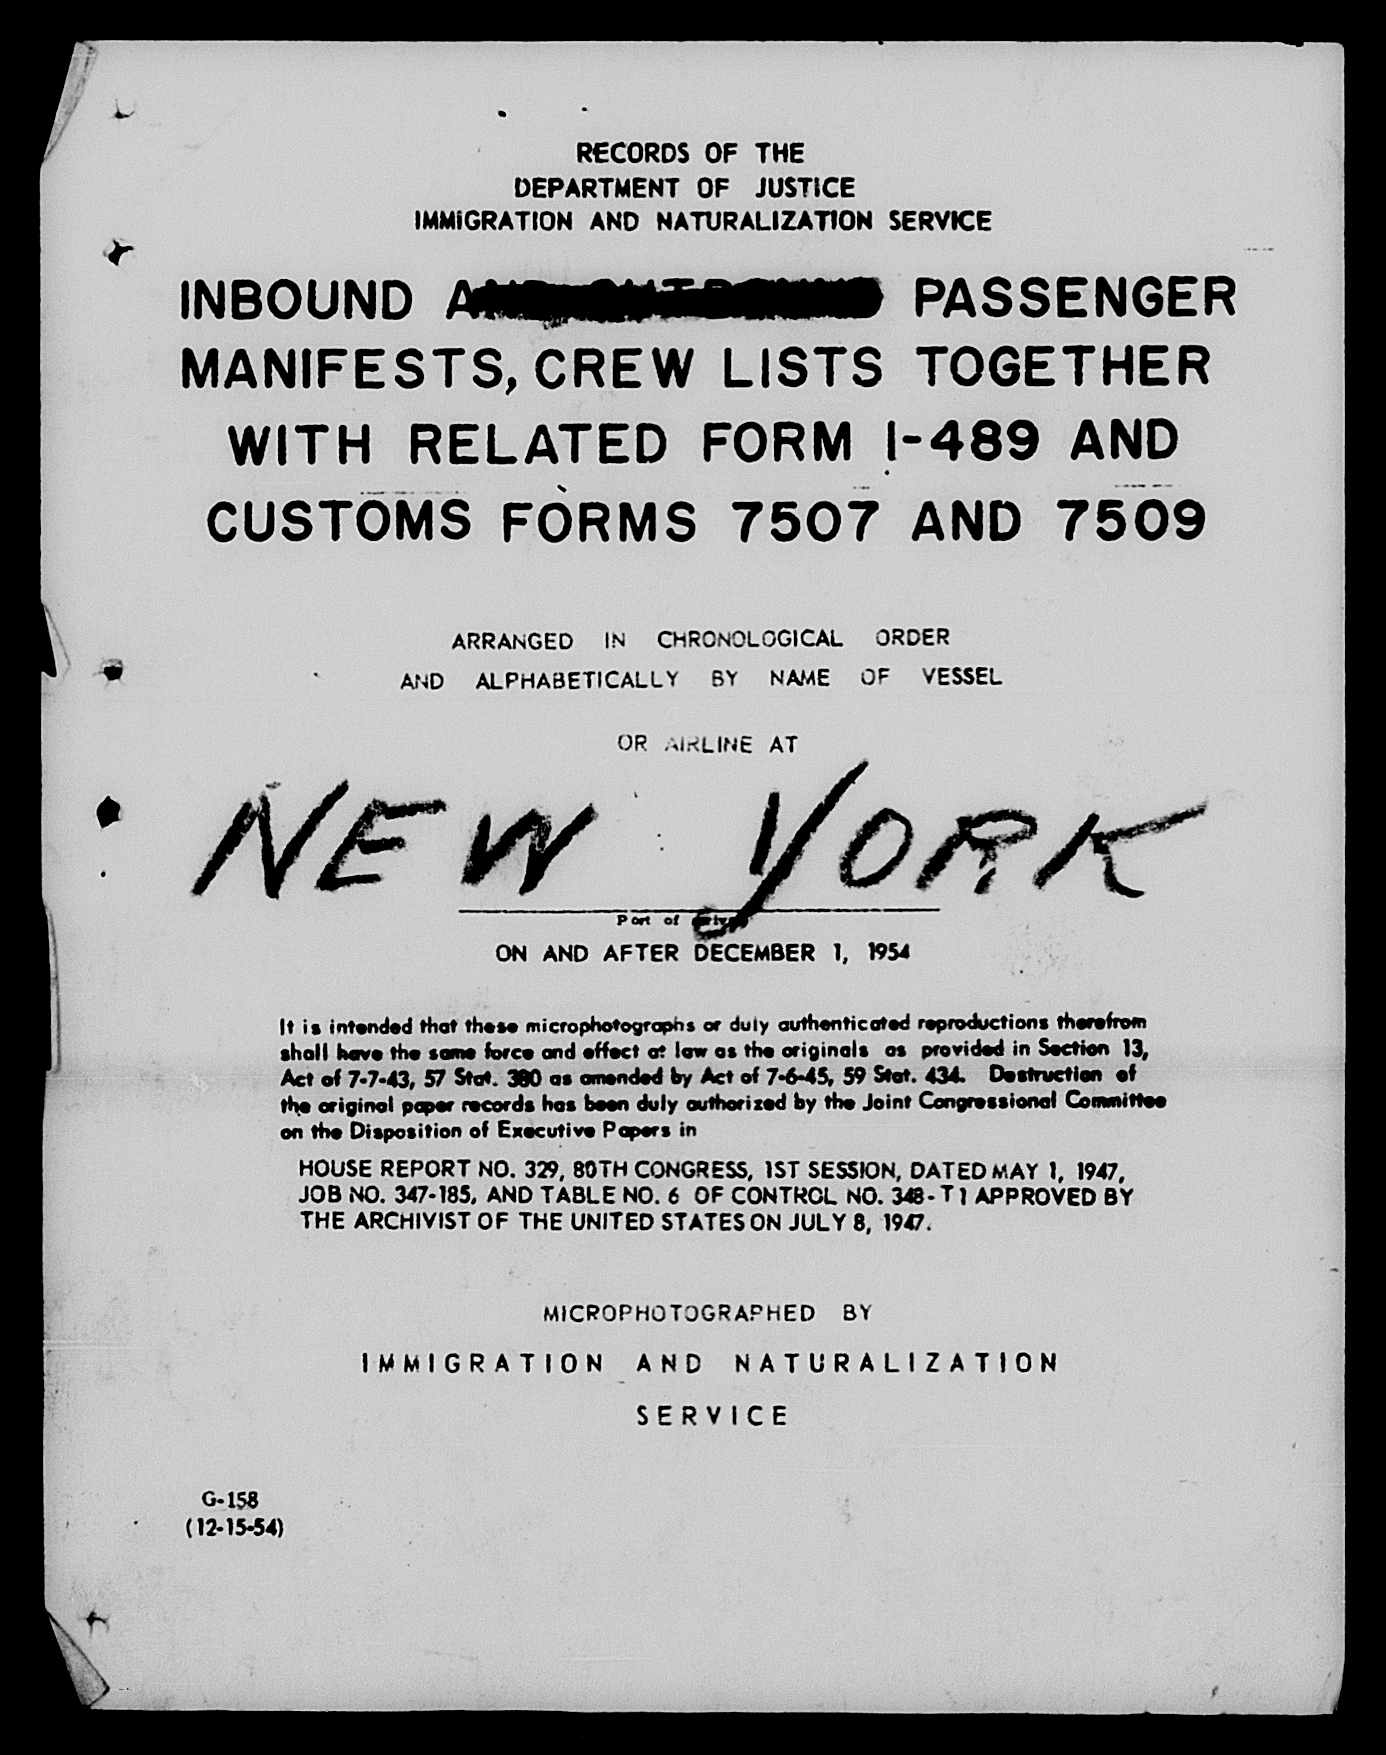 RECORDS OF THE
DEPARTMENT OF JUSTICE
IMMIGRATION AND NATURALIZATION SERVICE
INBOUND PASSENGER
MANIFESTS, CREW LISTS TOGETHER
WITH RELATED FORM I-489 AND
CUSTOMS FORMS 7507 AND 7509
ARRANGED IN CHRONOLOGICAL ORDER
AND ALPHABETICALLY BY NAME OF VESSEL
OR AIRLINE AT
NEW YORK
Port of
ON AND AFTER DECEMBER 1, 1954
It is intended that these microphotographs or duly authenticated reproductions therefrom
shall have the same force and effect at law as the originals as provided in Section 13,
Act of 7-7-43, 57 Stat. 380 as amended by Act of 7-6-45, 59 Stat. 434. Destruction of
the original paper records has been duly authorized by the Joint Congressional Committee
on the Disposition of Executive Papers in
HOUSE REPORT NO. 329, 80TH CONGRESS, 1ST SESSION, DATED MAY 1, 1947,
JOB NO. 347-185, AND TABLE NO. 6 OF CONTROL NO. 348-T1 APPROVED BY
THE ARCHIVIST OF THE UNITED STATES ON JULY 8, 1947.
MICROPHOTOGRAPHED BY
IMMIGRATION AND NATURALIZATION
SERVICE
G-158
(12-15-54)